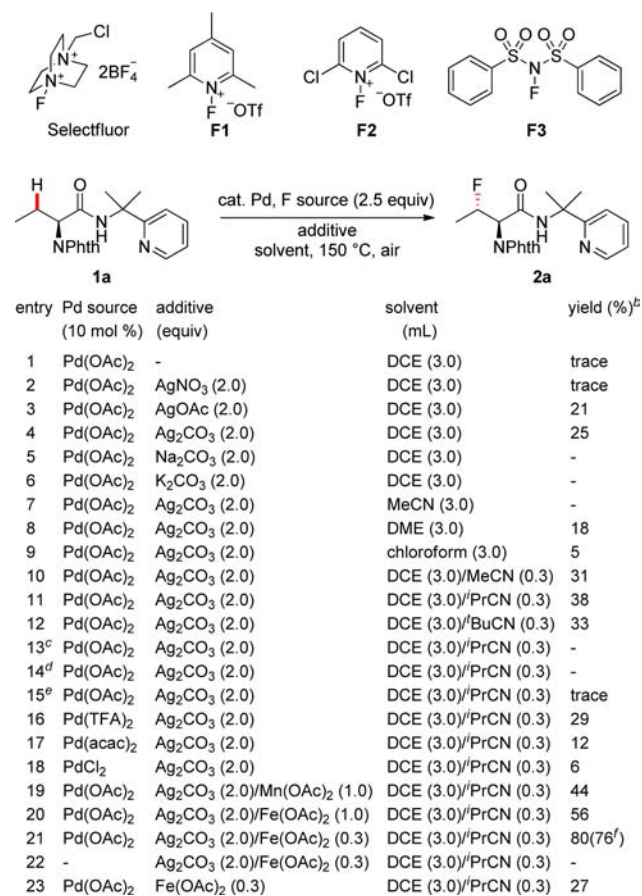 Cl
N+
N+
F
2BF4−
Selectfluor
N+
F
−OTf
F1
Cl
Cl
N+
F
−OTf
F2
O O O O
S S
N
F
F3
H
O
N
H
N
NPhth
1a
cat. Pd, F source (2.5 equiv)
additive
solvent, 150 °C, air
F
O
N
H
N
NPhth
2a
entry Pd source additive solvent yield (%)b
(10 mol %) (equiv) (mL)
1 Pd(OAc)2 - DCE (3.0) trace
2 Pd(OAc)2 AgNO3 (2.0) DCE (3.0) trace
3 Pd(OAc)2 AgOAc (2.0) DCE (3.0) 21
4 Pd(OAc)2 Ag2CO3 (2.0) DCE (3.0) 25
5 Pd(OAc)2 Na2CO3 (2.0) DCE (3.0) -
6 Pd(OAc)2 K2CO3 (2.0) DCE (3.0) -
7 Pd(OAc)2 Ag2CO3 (2.0) MeCN (3.0) -
8 Pd(OAc)2 Ag2CO3 (2.0) DME (3.0) 18
9 Pd(OAc)2 Ag2CO3 (2.0) chloroform (3.0) 5
10 Pd(OAc)2 Ag2CO3 (2.0) DCE (3.0)/MeCN (0.3) 31
11 Pd(OAc)2 Ag2CO3 (2.0) DCE (3.0)/iPrCN (0.3) 38
12 Pd(OAc)2 Ag2CO3 (2.0) DCE (3.0)/tBuCN (0.3) 33
13c Pd(OAc)2 Ag2CO3 (2.0) DCE (3.0)/iPrCN (0.3) -
14d Pd(OAc)2 Ag2CO3 (2.0) DCE (3.0)/iPrCN (0.3) -
15e Pd(OAc)2 Ag2CO3 (2.0) DCE (3.0)/iPrCN (0.3) trace
16 Pd(TFA)2 Ag2CO3 (2.0) DCE (3.0)/iPrCN (0.3) 29
17 Pd(acac)2 Ag2CO3 (2.0) DCE (3.0)/iPrCN (0.3) 12
18 PdCl2 Ag2CO3 (2.0) DCE (3.0)/iPrCN (0.3) 6
19 Pd(OAc)2 Ag2CO3 (2.0)/Mn(OAc)2 (1.0) DCE (3.0)/iPrCN (0.3) 44
20 Pd(OAc)2 Ag2CO3 (2.0)/Fe(OAc)2 (1.0) DCE (3.0)/iPrCN (0.3) 56
21 Pd(OAc)2 Ag2CO3 (2.0)/Fe(OAc)2 (0.3) DCE (3.0)/iPrCN (0.3) 80(76f)
22 - Ag2CO3 (2.0)/Fe(OAc)2 (0.3) DCE (3.0)/iPrCN (0.3) -
23 Pd(OAc)2 Fe(OAc)2 (0.3) DCE (3.0)/iPrCN (0.3) 27